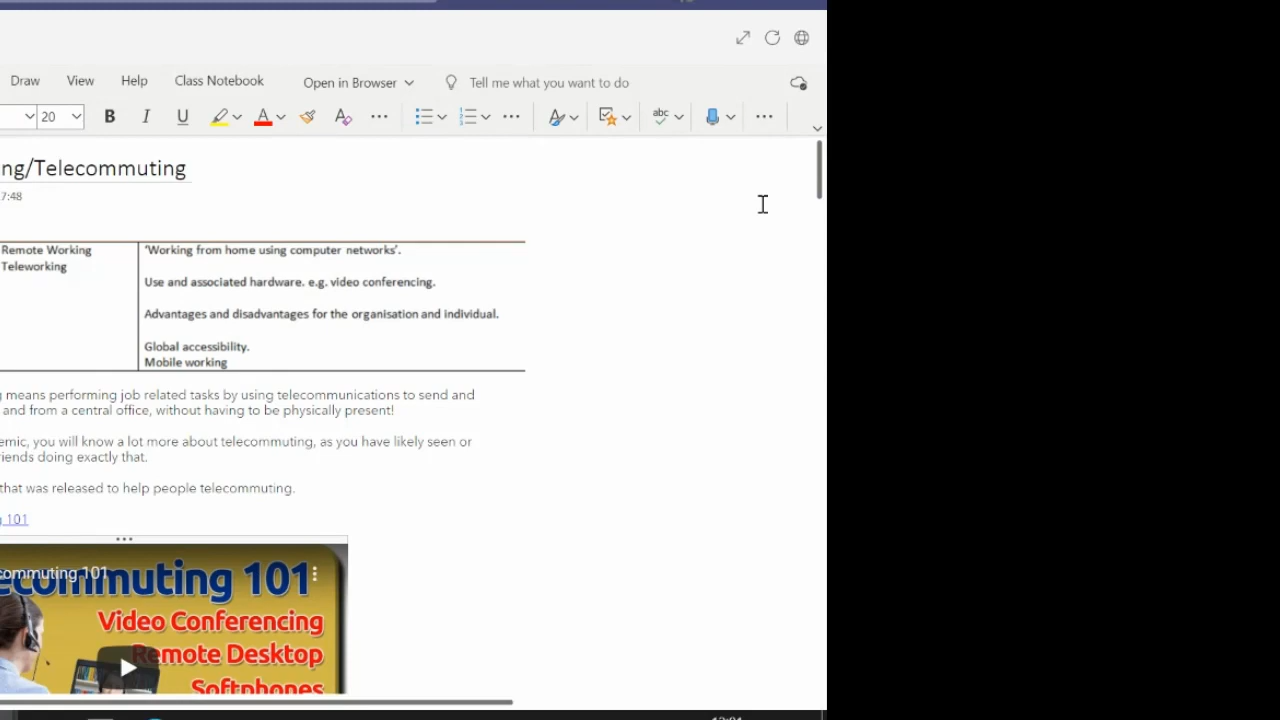 Draw View Help Class Notebook Open in Browser Tell me what you want to do
20 B I U A A abc
ng/Telecommuting
7:48
Remote Working
Teleworking
'Working from home using computer networks'.
Use and associated hardware. e.g. video conferencing.
Advantages and disadvantages for the organisation and individual.
Global accessibility.
Mobile working
g means performing job related tasks by using telecommunications to send and
and from a central office, without having to be physically present!
emic, you will know a lot more about telecommuting, as you have likely seen or
riends doing exactly that.
that was released to help people telecommuting.
g 101
ecommuting 101
commuting 101
Video Conferencing
Remote Desktop
Softphones